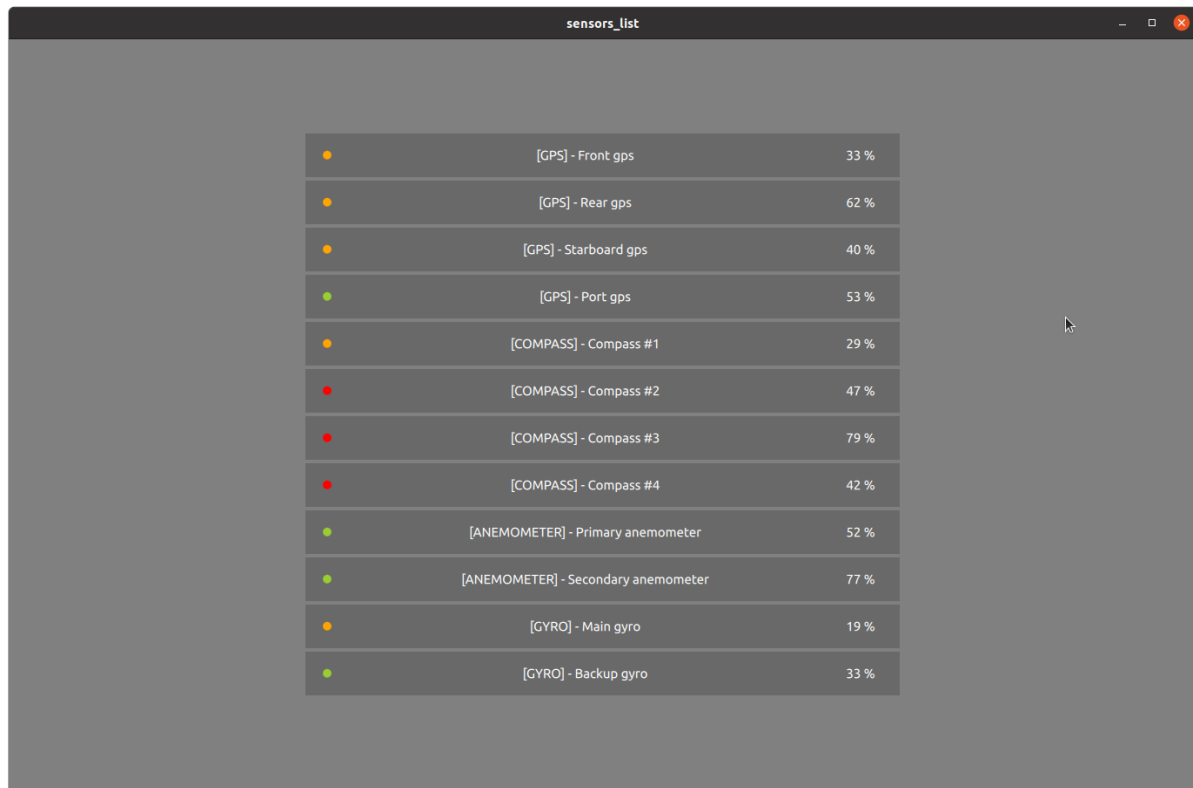 sensors_list
[GPS] - Front gps 33 %
[GPS] - Rear gps 62 %
[GPS] - Starboard gps 40 %
[GPS] - Port gps 53 %
[COMPASS] - Compass #1 29 %
[COMPASS] - Compass #2 47 %
[COMPASS] - Compass #3 79 %
[COMPASS] - Compass #4 42 %
[ANEMOMETER] - Primary anemometer 52 %
[ANEMOMETER] - Secondary anemometer 77 %
[GYRO] - Main gyro 19 %
[GYRO] - Backup gyro 33 %